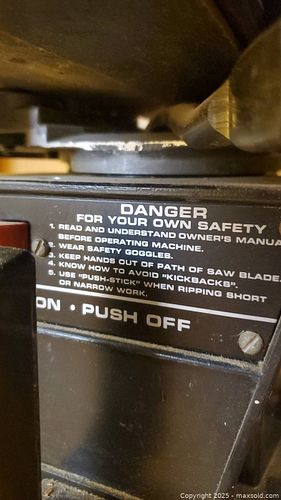 DANGER
FOR YOUR OWN SAFETY
1. READ AND UNDERSTAND OWNER'S MANUA
BEFORE OPERATING MACHINE.
2. WEAR SAFETY GOGGLES.
3. KEEP HANDS OUT OF PATH OF SAW BLADE
4. KNOW HOW TO AVOID "KICKBACKS".
5. USE "PUSH-STICK" WHEN RIPPING SHORT
OR NARROW WORK.
ON • PUSH OFF
Copyright 2025 - maxsold.com